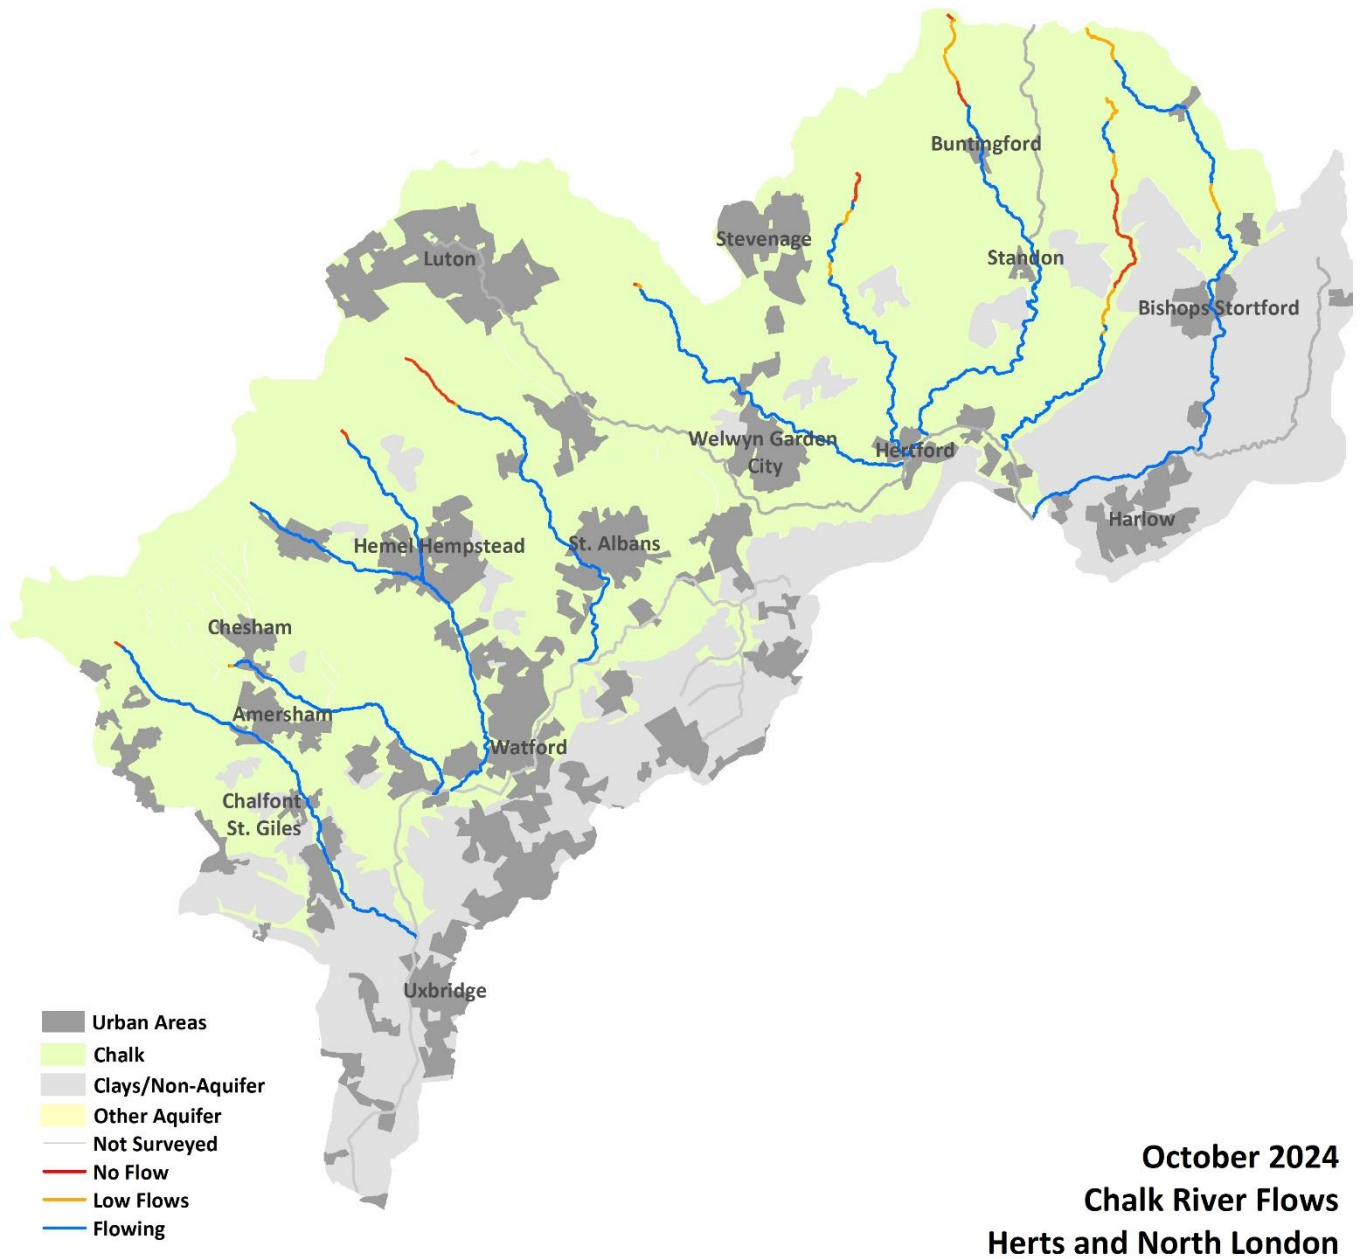 Buntingford
Stevenage
Luton
Standon
Bishops Stortford
Welwyn Garden
City
Hertford
Harlow
Hemel Hempstead
St. Albans
Chesham
Amersham
Watford
Chalfont
St. Giles
Uxbridge
Urban Areas
Chalk
Clays/Non-Aquifer
Other Aquifer
Not Surveyed
No Flow
Low Flows
Flowing
October 2024
Chalk River Flows
Herts and North London